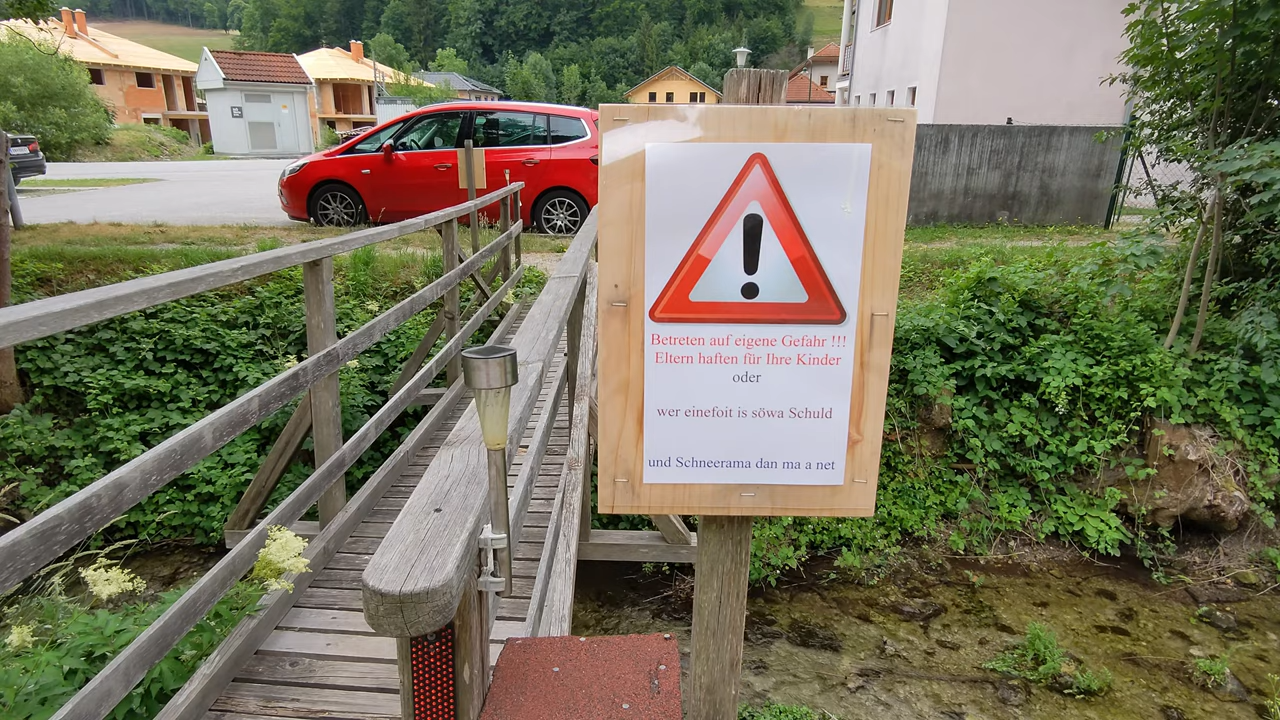 Betreten auf eigene Gefahr !!!
Eltern haften für Ihre Kinder
oder
wer einefoit is söwa Schuld
und Schneerama dan ma a net